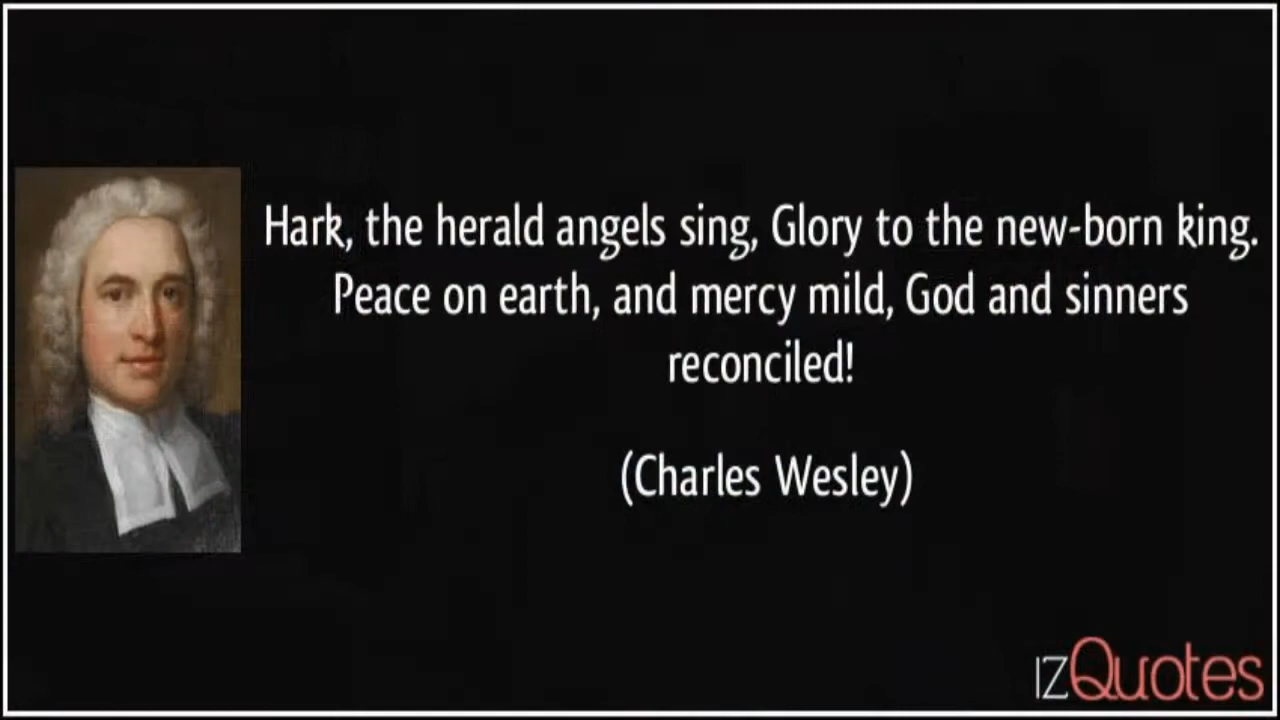 Hark, the herald angels sing, Glory to the new-born king.
Peace on earth, and mercy mild, God and sinners
reconciled!
(Charles Wesley)
IZQuotes